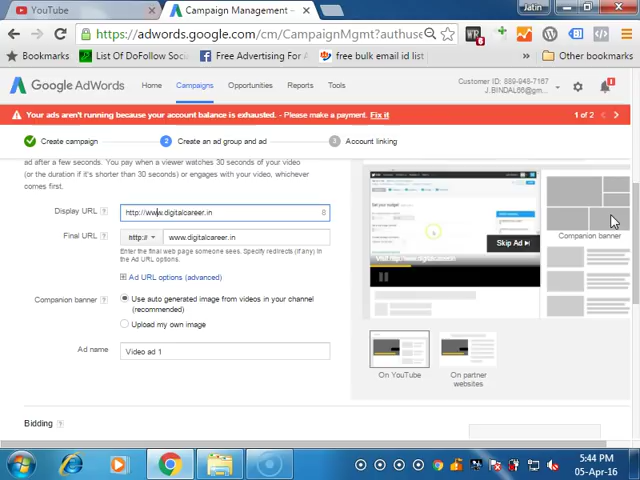 YouTube
Campaign Management -
Jatin
https://adwords.google.com/cm/CampaignMgmt?authuse
Bookmarks
List Of DoFollow Soci
Free Advertising For
free bulk email id list
Other bookmarks
Google AdWords
Home
Campaigns
Opportunities
Reports
Tools
Customer ID: 889-945-7167
J.BINDAL66@gm...
Your ads aren't running because your account balance is exhausted. - Please make a payment. Fix it
1 of 2
Create campaign
2 Create an ad group and ad
3 Account linking
ad after a few seconds. You pay when a viewer watches 30 seconds of your video
(or the duration if it's shorter than 30 seconds) or engages with your video, whichever
comes first.
Display URL ?
http://www.digitalcareer.in
8
Final URL ?
http://
www.digitalcareer.in
Enter the final web page someone sees. Specify redirects (if any) in
the Ad URL options.
Ad URL options (advanced)
Companion banner ?
Use auto generated image from videos in your channel
(recommended)
Upload my own image
Ad name
Video ad 1
Skip Ad
Companion banner
On YouTube
On partner
websites
Bidding ?
5:44 PM
05-Apr-16